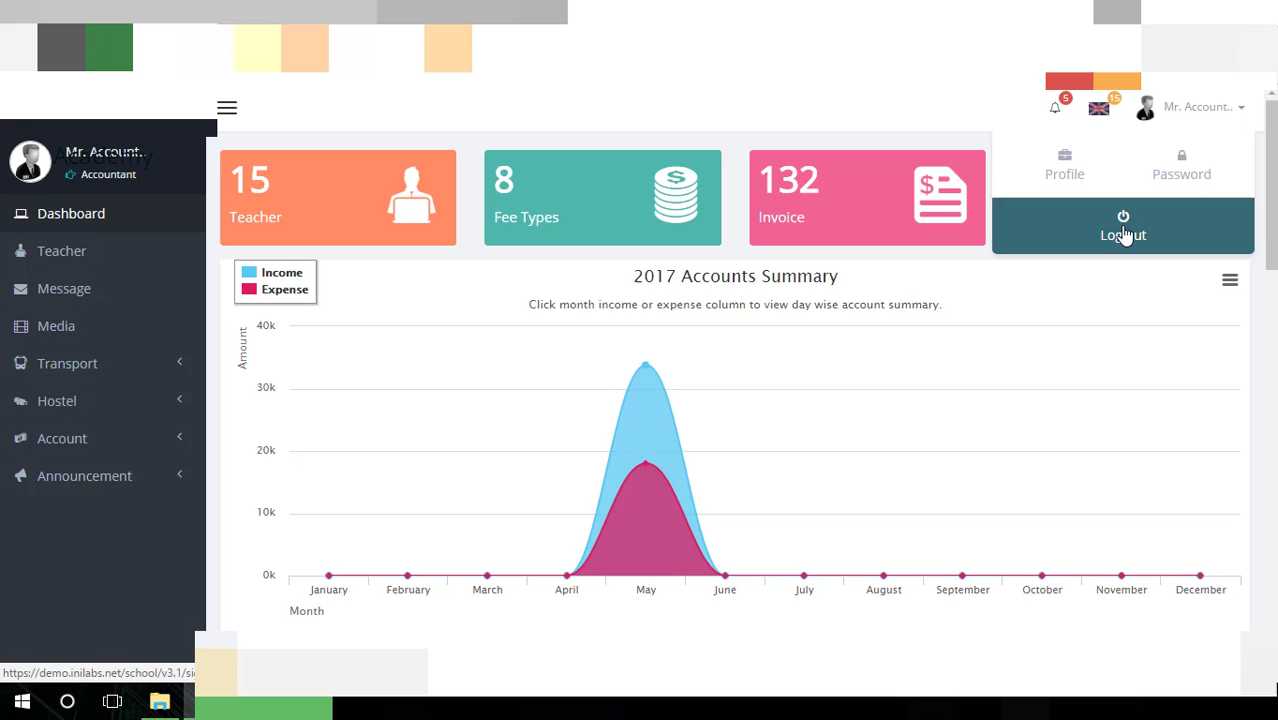 5
15
Mr. Account..
Academy
Mr. Account.
Accountant
Dashboard
Teacher
Message
Media
Transport
Hostel
Account
Announcement
15
Teacher
8
Fee Types
132
Invoice
Profile
Password
Logout
Income
Expense
2017 Accounts Summary
Click month income or expense column to view day wise account summary.
Amount
40k
30k
20k
10k
0k
January February March April May June July August September October November December
Month
https://demo.inilabs.net/school/v3.1/si